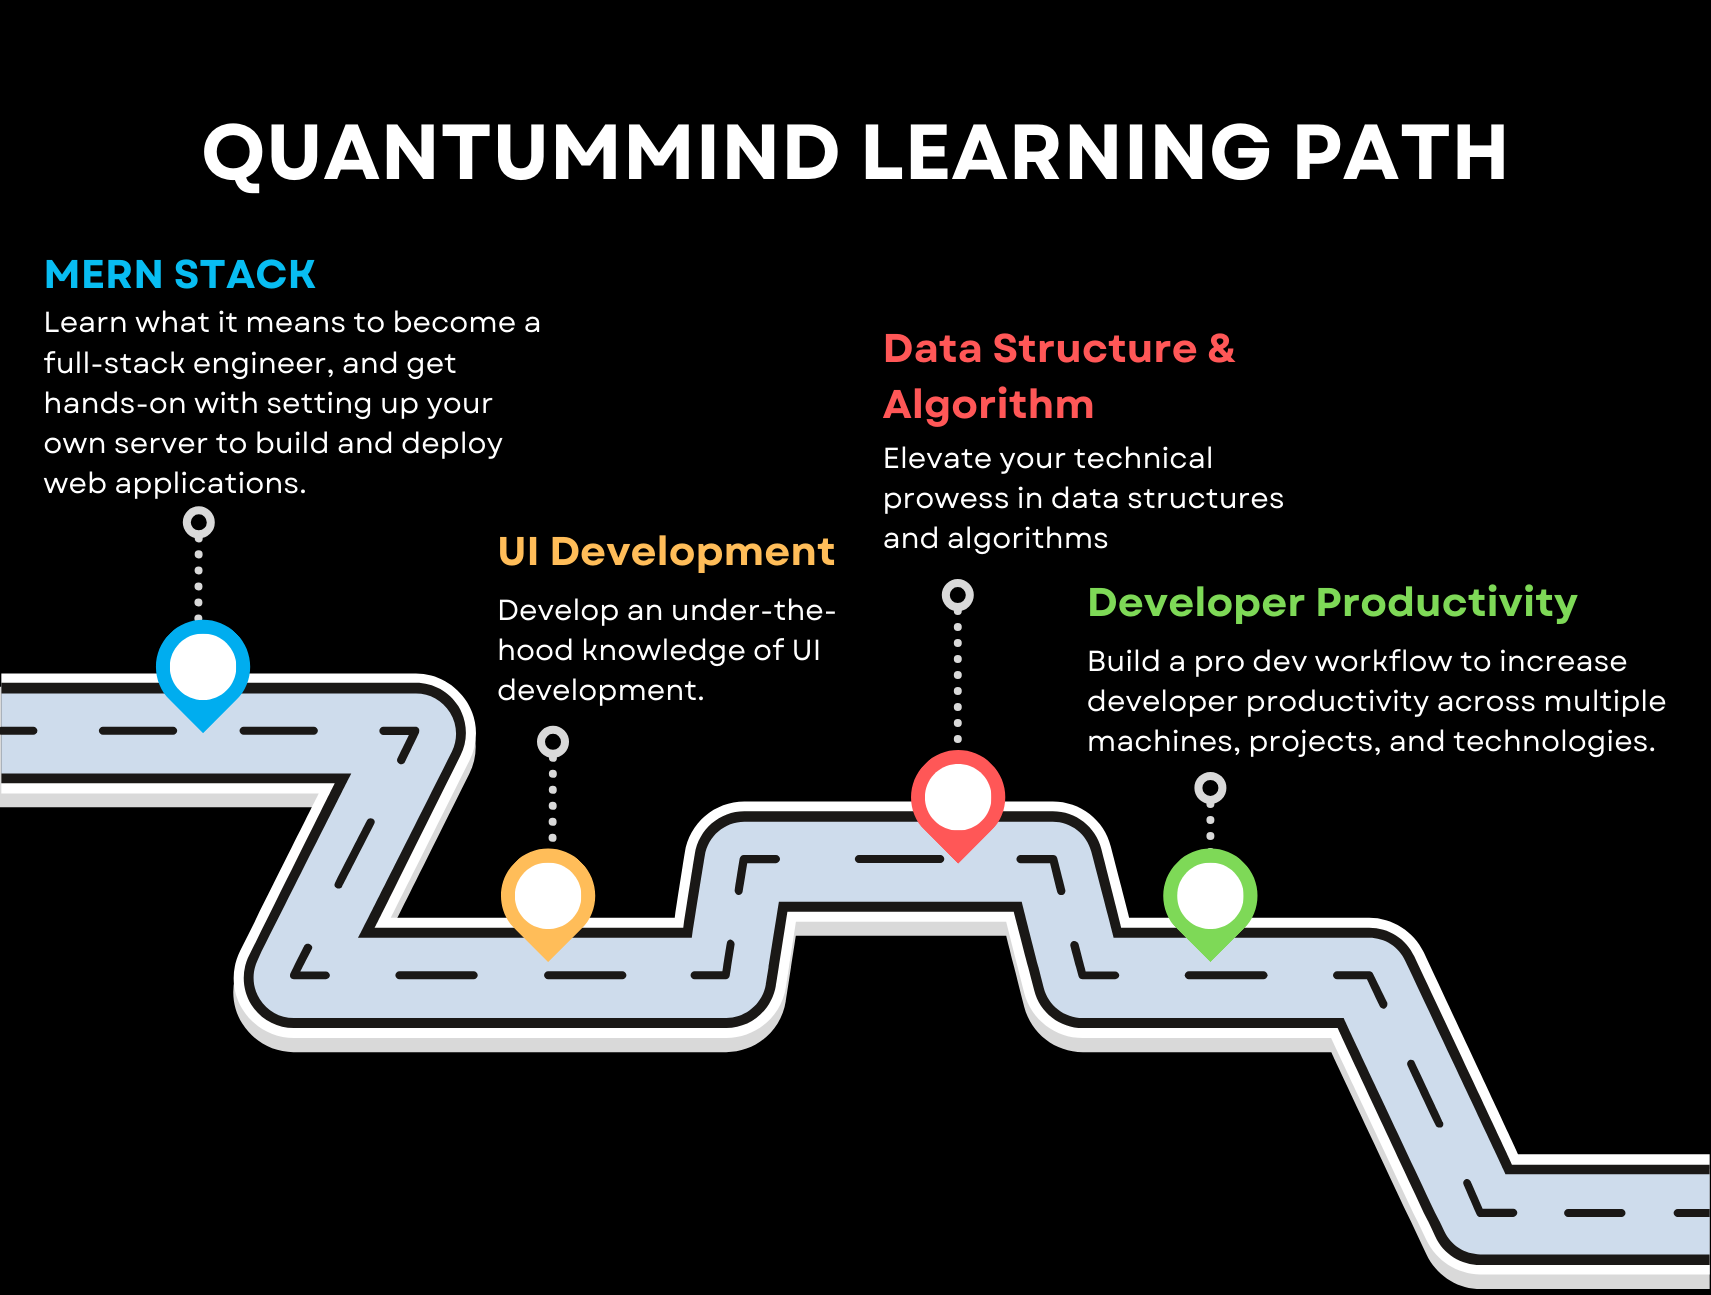 QUANTUMMIND LEARNING PATH
MERN STACK
Learn what it means to become a
full-stack engineer, and get
hands-on with setting up your
own server to build and deploy
web applications.
UI Development
Develop an under-the-
hood knowledge of UI
development.
Data Structure &
Algorithm
Elevate your technical
prowess in data structures
and algorithms
Developer Productivity
Build a pro dev workflow to increase
developer productivity across multiple
machines, projects, and technologies.